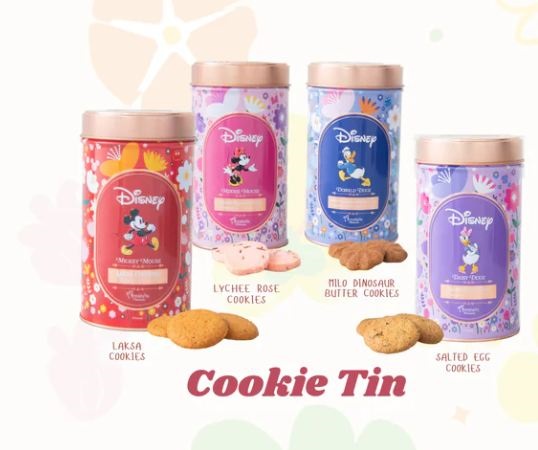 Disney
MICKEY MOUSE
LAKSA
COOKIES
Disney
MINNIE MOUSE
LYCHEE ROSE
COOKIES
Disney
DONALD DUCK
MILO DINOSAUR
BUTTER COOKIES
Disney
DAISY DUCK
SALTED EGG
COOKIES
Cookie Tin